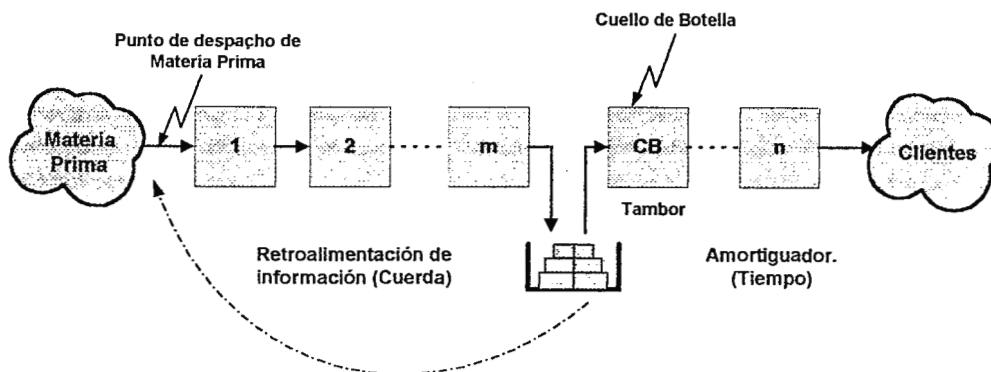 Cuello de Botella
Punto de despacho de
Materia Prima
Materia
Prima
1
2
m
CB
n
Clientes
Tambor
Retroalimentación de
información (Cuerda)
Amortiguador.
(Tiempo)